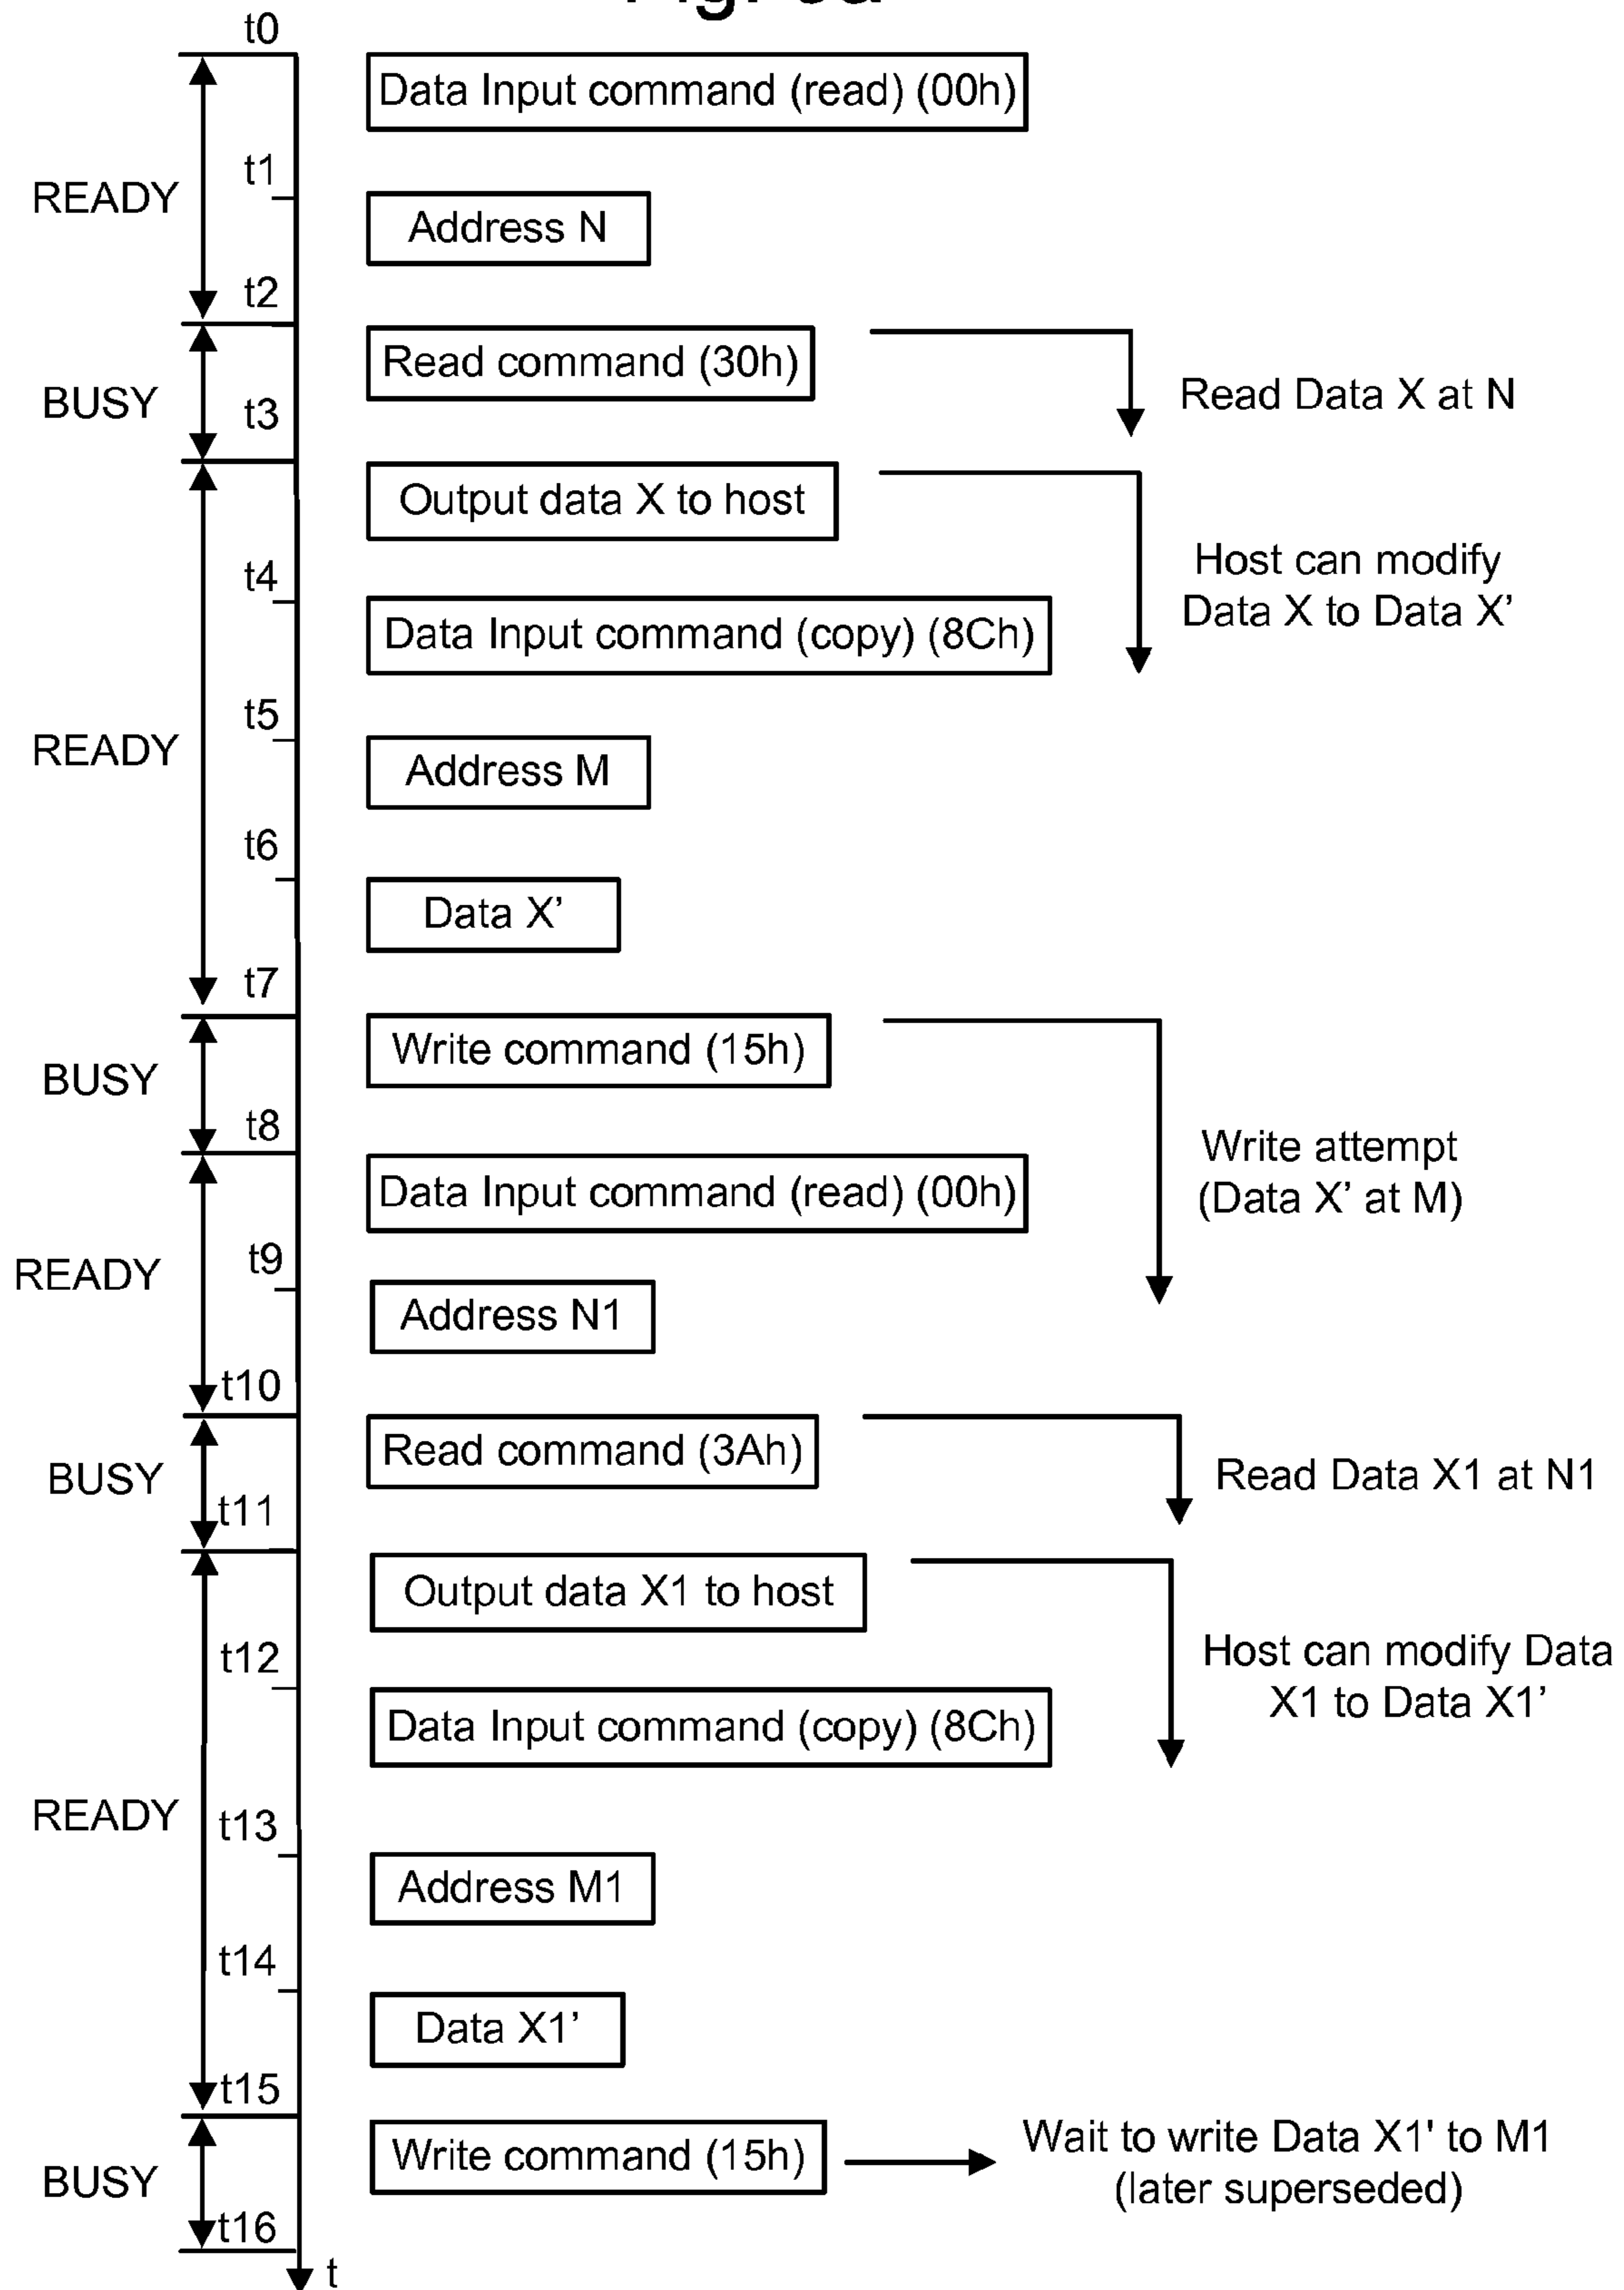 t0
Data Input command (read) (00h)
t1
READY
Address N
t2
Read command (30h)
BUSY
t3
Read Data X at N
Output data X to host
t4
Host can modify
Data X to Data X’
Data Input command (copy) (8Ch)
t5
READY
Address M
t6
Data X’
t7
Write command (15h)
BUSY
t8
Write attempt
(Data X’ at M)
Data Input command (read) (00h)
t9
READY
Address N1
t10
Read command (3Ah)
BUSY
t11
Read Data X1 at N1
Output data X1 to host
t12
Host can modify Data
X1 to Data X1’
Data Input command (copy) (8Ch)
READY
t13
Address M1
t14
Data X1’
t15
Write command (15h)
Wait to write Data X1' to M1
(later superseded)
BUSY
t16
t